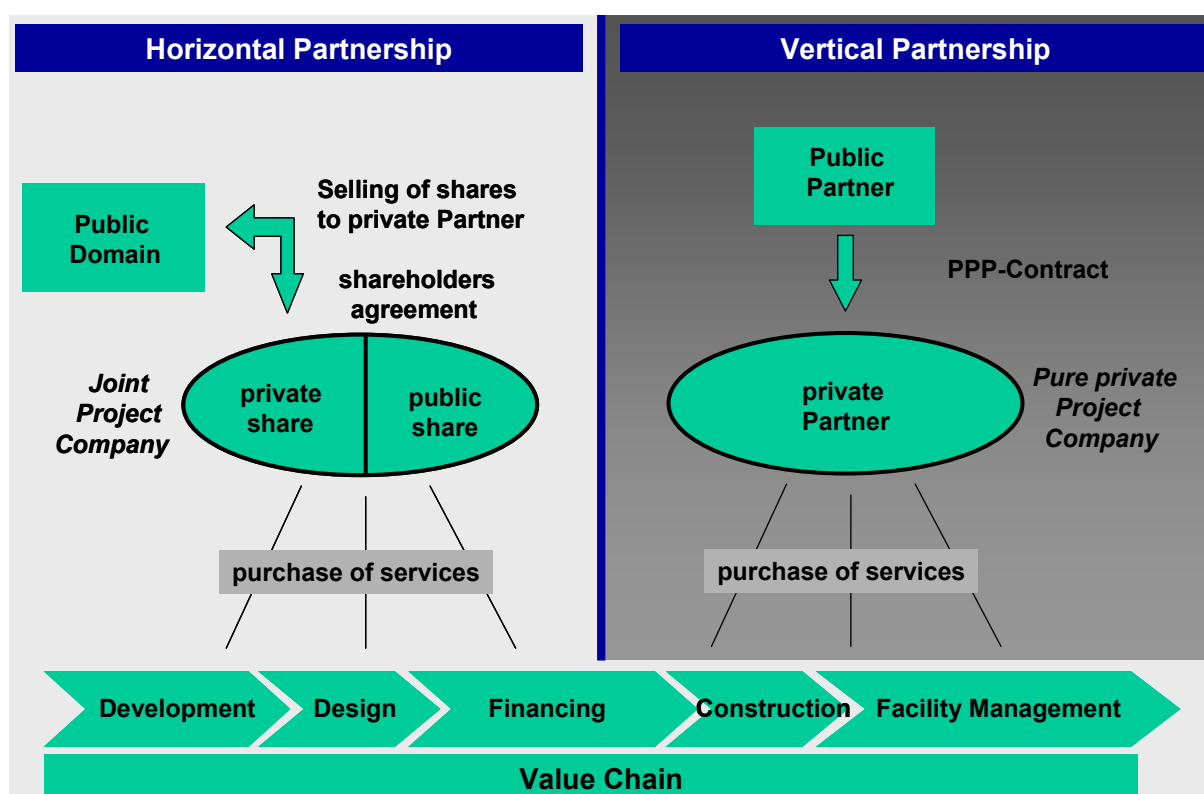 Horizontal Partnership
Public
Domain
Selling of shares
to private Partner
shareholders
agreement
Joint
Project
Company
private
share
public
share
purchase of services
Vertical Partnership
Public
Partner
PPP-Contract
private
Partner
Pure private
Project
Company
purchase of services
Development
Design
Financing
Construction
Facility Management
Value Chain